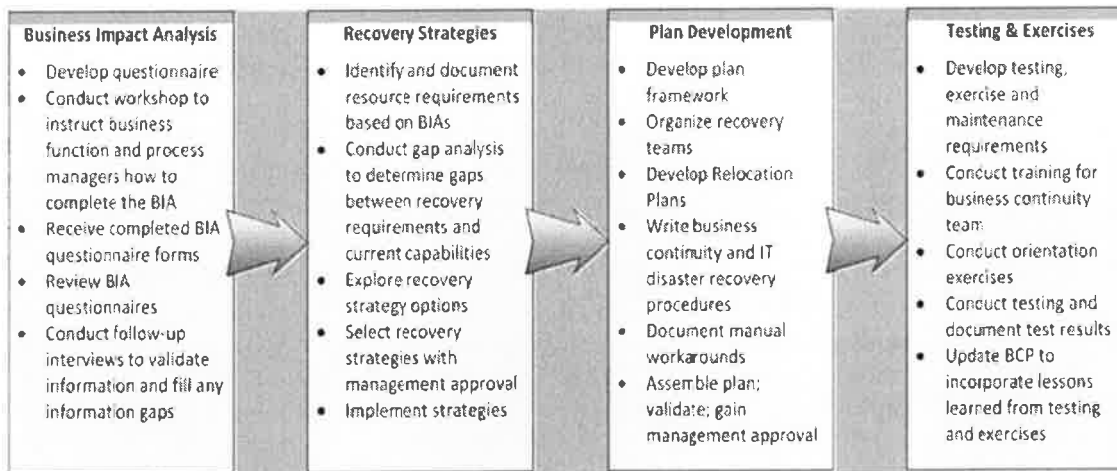 Business Impact Analysis
• Develop questionnaire
• Conduct workshop to
instruct business
function and process
managers how to
complete the BIA
• Receive completed BIA
questionnaire forms
• Review BIA
questionnaires
• Conduct follow-up
interviews to validate
information and fill any
information gaps
Recovery Strategies
• Identify and document
resource requirements
based on BIAs
• Conduct gap analysis
to determine gaps
between recovery
requirements and
current capabilities
• Explore recovery
strategy options
• Select recovery
strategies with
management approval
• Implement strategies
Plan Development
• Develop plan
framework
• Organize recovery
teams
• Develop Relocation
Plans
• Write business
continuity and IT
disaster recovery
procedures
• Document manual
workarounds
• Assemble plan;
validate; gain
management approval
Testing & Exercises
• Develop testing,
exercise and
maintenance
requirements
• Conduct training for
business continuity
team
• Conduct orientation
exercises
• Conduct testing and
document test results
• Update BCP to
incorporate lessons
learned from testing
and exercises